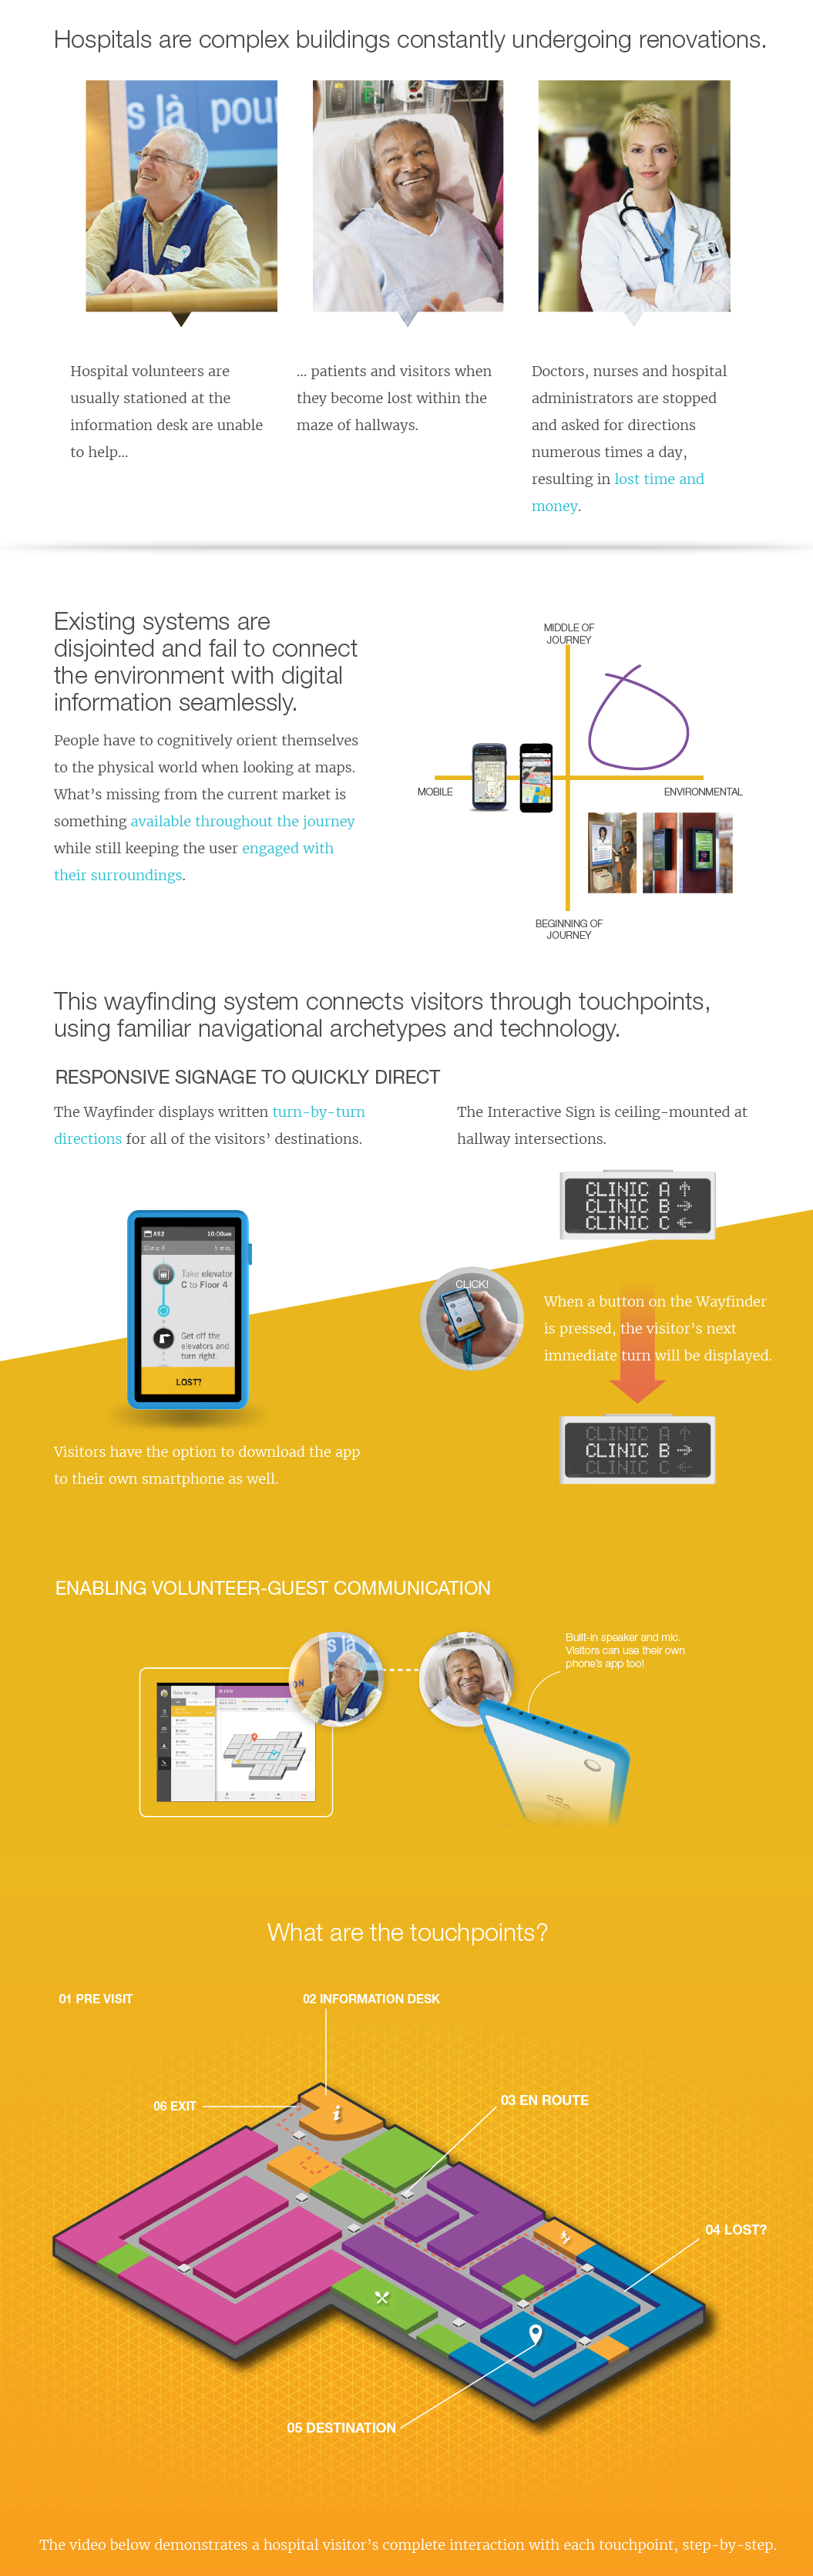 Hospitals are complex buildings constantly undergoing renovations.
s là pour
Hospital volunteers are
usually stationed at the
information desk are unable
to help...
... patients and visitors when
they become lost within the
maze of hallways.
Doctors, nurses and hospital
administrators are stopped
and asked for directions
numerous times a day,
resulting in lost time and
money.
Existing systems are
disjointed and fail to connect
the environment with digital
information seamlessly.
People have to cognitively orient themselves
to the physical world when looking at maps.
What's missing from the current market is
something available throughout the journey
while still keeping the user engaged with
their surroundings.
MIDDLE OF
JOURNEY
MOBILE
ENVIRONMENTAL
BEGINNING OF
JOURNEY
This wayfinding system connects visitors through touchpoints,
using familiar navigational archetypes and technology.
RESPONSIVE SIGNAGE TO QUICKLY DIRECT
The Wayfinder displays written turn-by-turn
directions for all of the visitors' destinations.
The Interactive Sign is ceiling-mounted at
hallway intersections.
CLINIC A ↑
CLINIC B →
CLINIC C ←
A92 10:00am
Clinic A 5 min.
Take elevator
C to Floor 4
Get off the
elevators and
turn right.
LOST?
CLICK!
When a button on the Wayfinder
is pressed, the visitor's next
immediate turn will be displayed.
CLINIC A ↑
CLINIC B →
CLINIC C ←
Visitors have the option to download the app
to their own smartphone as well.
ENABLING VOLUNTEER-GUEST COMMUNICATION
Built-in speaker and mic.
Visitors can use their own
phone's app too!
s là
What are the touchpoints?
01 PRE VISIT
02 INFORMATION DESK
06 EXIT
03 EN ROUTE
i
04 LOST?
05 DESTINATION
The video below demonstrates a hospital visitor's complete interaction with each touchpoint, step-by-step.